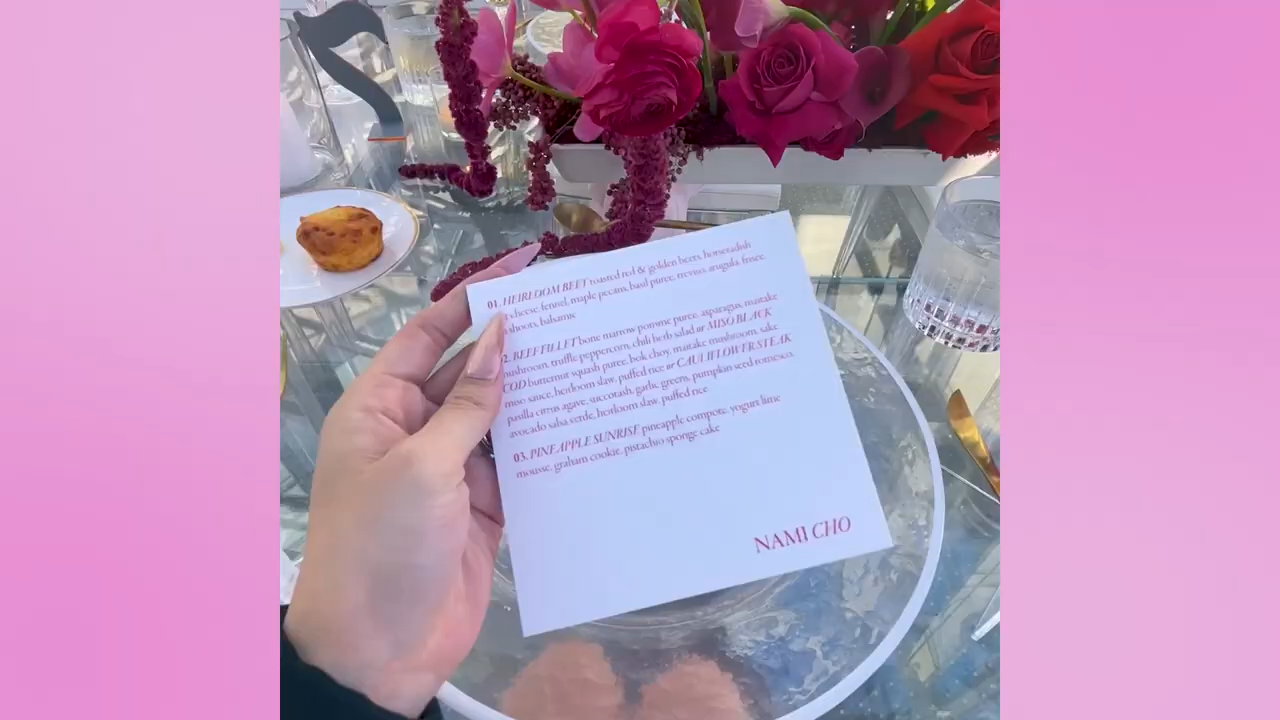 2
01. HEIRLOOM BEET roasted red & golden beets, horseradish
cheese, fennel, maple pecans, basil puree, treviso, arugula, frisee,
shoots, balsamic
2. BEEF FILLET bone marrow pomme puree, asparagus, maitake
mushroom, truffle peppercorn, chili herb salad or MISO BLACK
COD butternut squash puree, bok choy, maitake mushroom, sake
miso sauce, heirloom slaw, puffed rice or CAULIFLOWER STEAK
pasilla citrus agave, succotash, garlic greens, pumpkin seed romesco,
avocado salsa verde, heirloom slaw, puffed rice
03. PINEAPPLE SUNRISE pineapple compote, yogurt lime
mousse, graham cookie, pistachio sponge cake
NAMI CHO